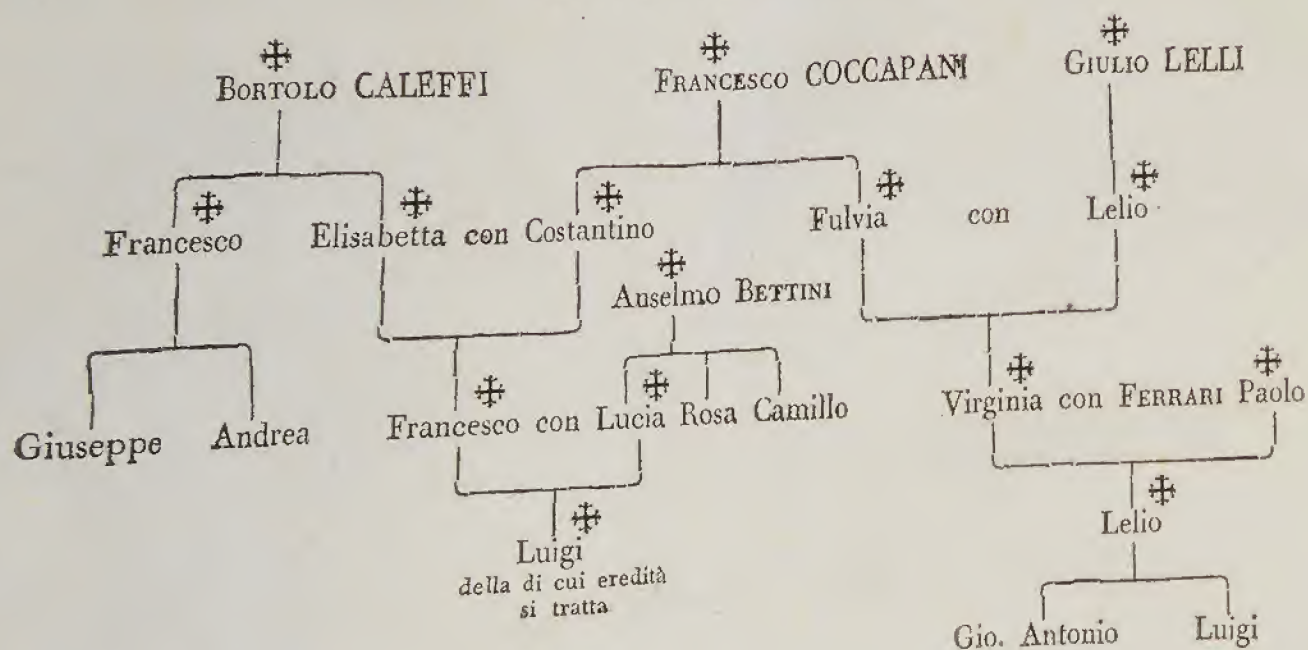 BORTOLO CALEFFI FRANCESCO COCCAPANI GIULIO LELLI
Francesco Elisabetta con Costantino Fulvia con Lelio
Anselmo BETTINI
Giuseppe Andrea Francesco con Lucia Rosa Camillo Virginia con FERRARI Paolo
Luigi
della di cui eredità
si tratta
Lelio
Gio. Antonio Luigi